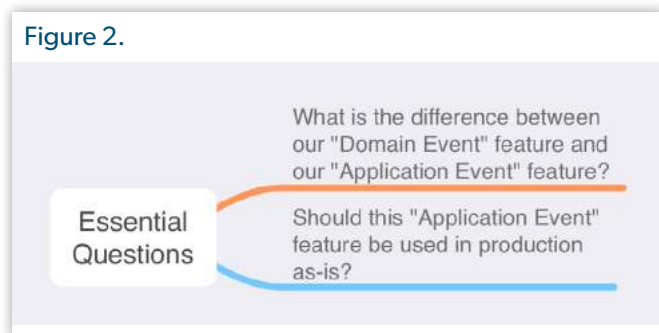 Figure 2.
What is the difference between
our "Domain Event" feature and
our "Application Event" feature?
Essential
Questions
Should this "Application Event"
feature be used in production
as-is?